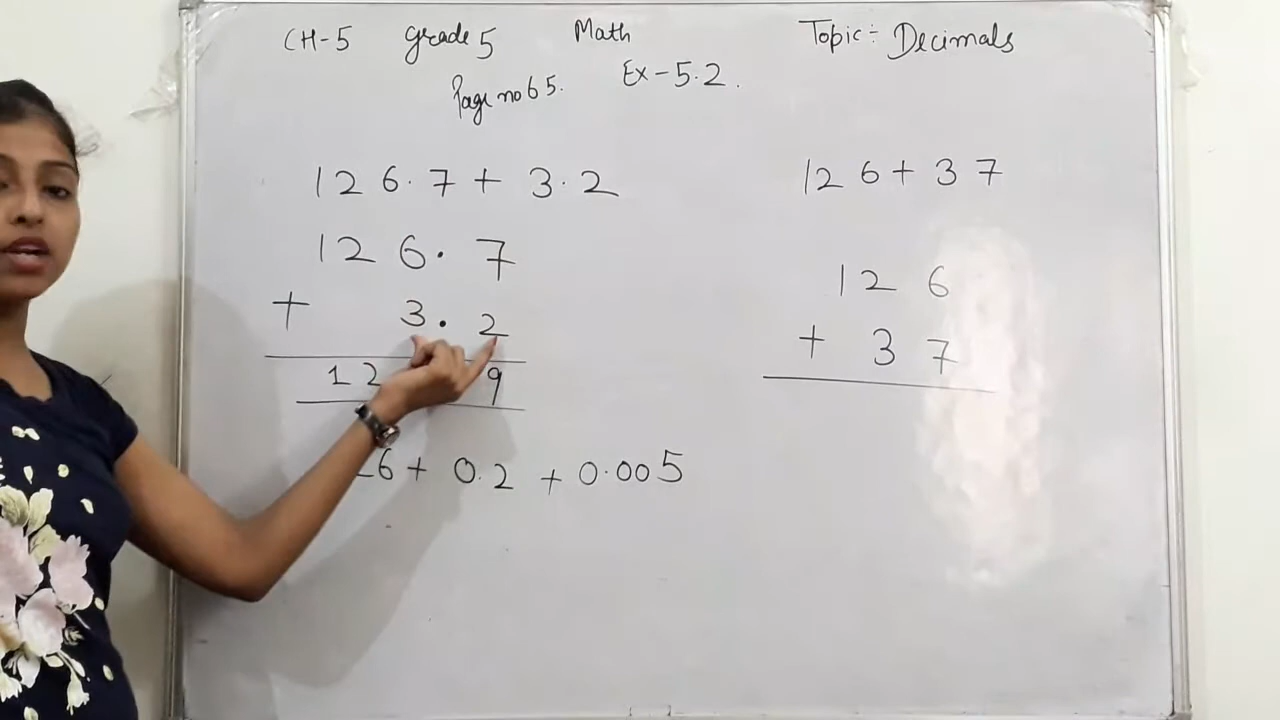 CH-5 Grade 5 Math Topic:- Decimals
Page no 65. Ex-5.2.
126.7 + 3.2
126.7
+ 3.2
12 9
6 + 0.2 + 0.005
126 + 37
126
+ 37